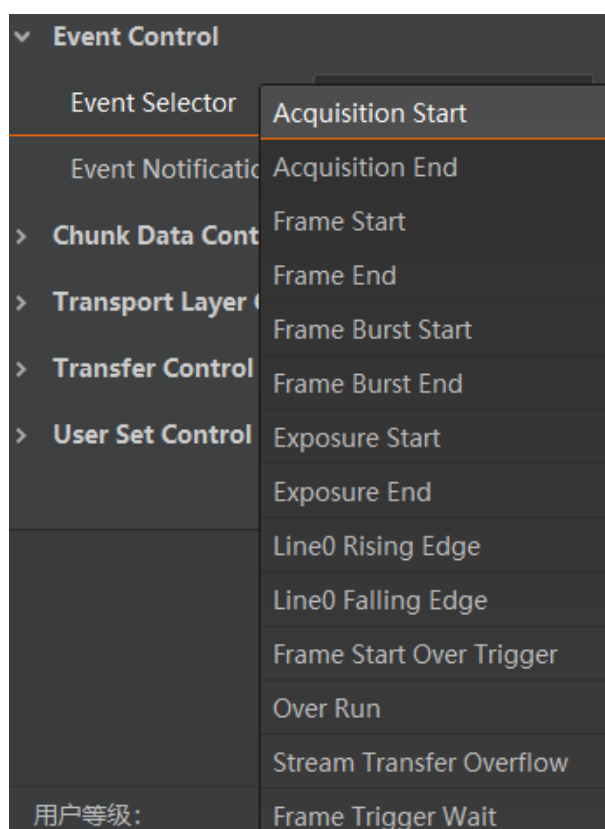 Event Control
Event Selector
Acquisition Start
Event Notificatio
Acquisition End
Chunk Data Cont
Frame Start
Frame End
Transport Layer
Frame Burst Start
Transfer Control
Frame Burst End
User Set Control
Exposure Start
Exposure End
Line0 Rising Edge
Line0 Falling Edge
Frame Start Over Trigger
Over Run
Stream Transfer Overflow
用户等级:
Frame Trigger Wait